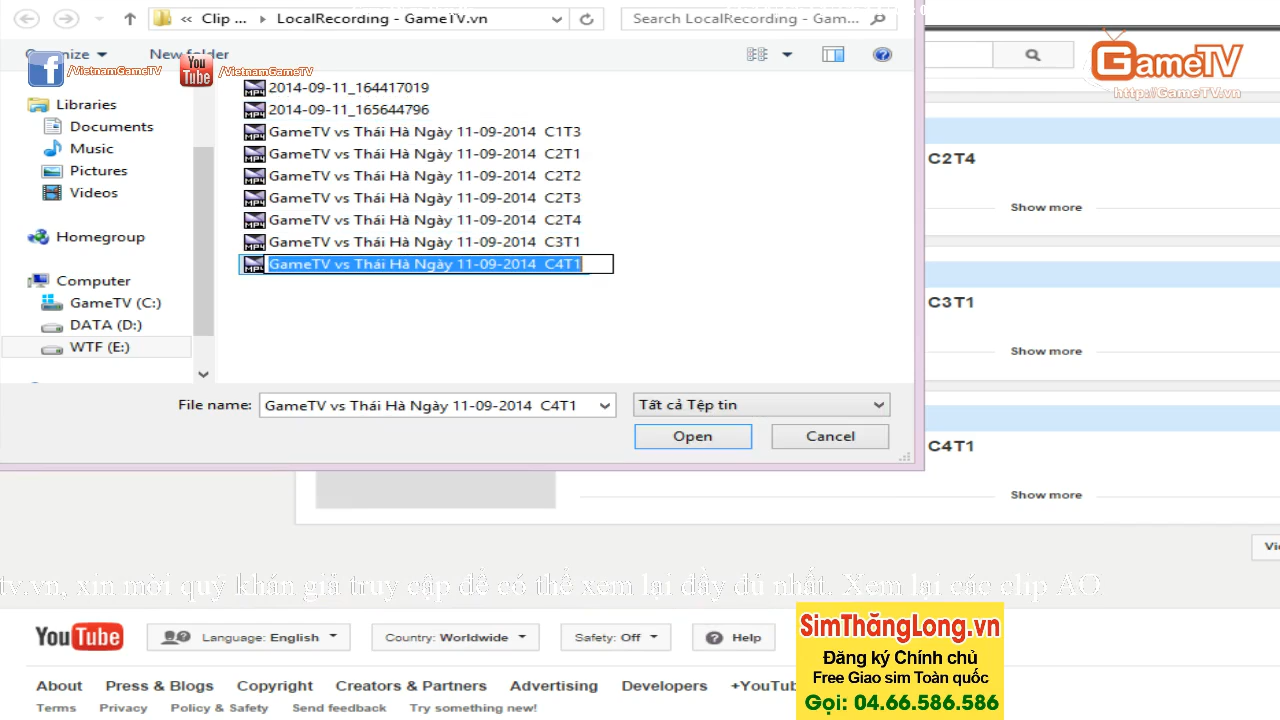 « Clip ... › LocalRecording - GameTV.vn
Search LocalRecording - Gam...
New folder
f /VietnamGameTV
You Tube /VietnamGameTV
GameTV
http://GameTV.vn
Libraries
Documents
Music
Pictures
Videos
Homegroup
Computer
GameTV (C:)
DATA (D:)
WTF (E:)
2014-09-11_164417019
2014-09-11_165644796
GameTV vs Thái Hà Ngày 11-09-2014 C1T3
GameTV vs Thái Hà Ngày 11-09-2014 C2T1
GameTV vs Thái Hà Ngày 11-09-2014 C2T2
GameTV vs Thái Hà Ngày 11-09-2014 C2T3
GameTV vs Thái Hà Ngày 11-09-2014 C2T4
GameTV vs Thái Hà Ngày 11-09-2014 C3T1
GameTV vs Thái Hà Ngày 11-09-2014 C4T1
C2T4
Show more
C3T1
Show more
C4T1
Show more
File name: GameTV vs Thái Hà Ngày 11-09-2014 C4T1
Tất cả Tệp tin
Open Cancel
tv.vn, xin mời quý khán giả truy cập để có thể xem lại đầy đủ nhất. Xem lại các clip AO
YouTube
Language: English
Country: Worldwide
Safety: Off
Help
About Press & Blogs Copyright Creators & Partners Advertising Developers +YouTub
Terms Privacy Policy & Safety Send feedback Try something new!
SimThăngLong.vn
Đăng ký Chính chủ
Free Giao sim Toàn quốc
Gọi: 04.66.586.586